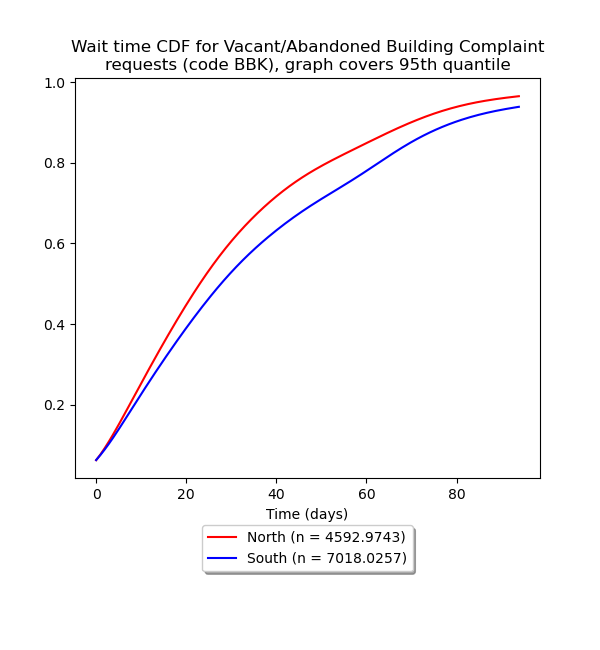 Wait time CDF for Vacant/Abandoned Building Complaint
requests (code BBK), graph covers 95th quantile
1.0
0.8
0.6
0.4
0.2
0 20 40 60 80
Time (days)
North (n = 4592.9743)
South (n = 7018.0257)